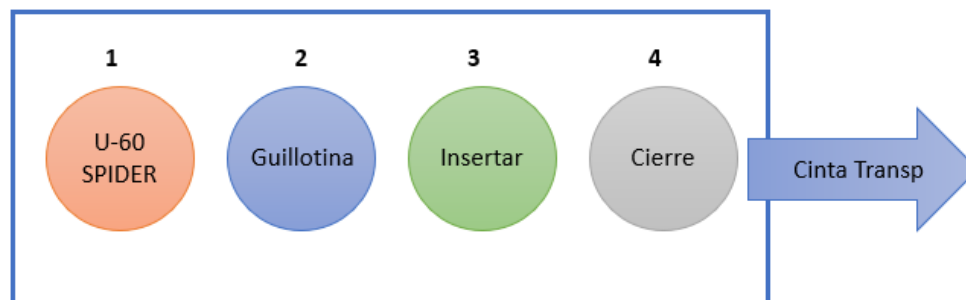 1
2
3
4
U-60
SPIDER
Guillotina
Insertar
Cierre
Cinta Transp